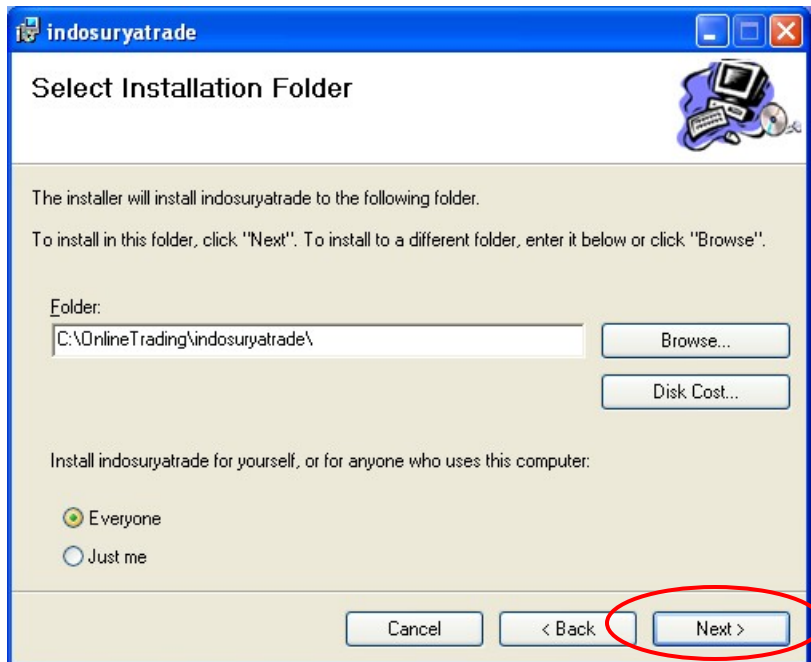 indosuryatrade
Select Installation Folder
The installer will install indosuryatrade to the following folder.
To install in this folder, click "Next". To install to a different folder, enter it below or click "Browse".
Folder:
C:\OnlineTrading\indosuryatrade\
Browse...
Disk Cost...
Install indosuryatrade for yourself, or for anyone who uses this computer:
Everyone
Just me
Cancel
< Back
Next >